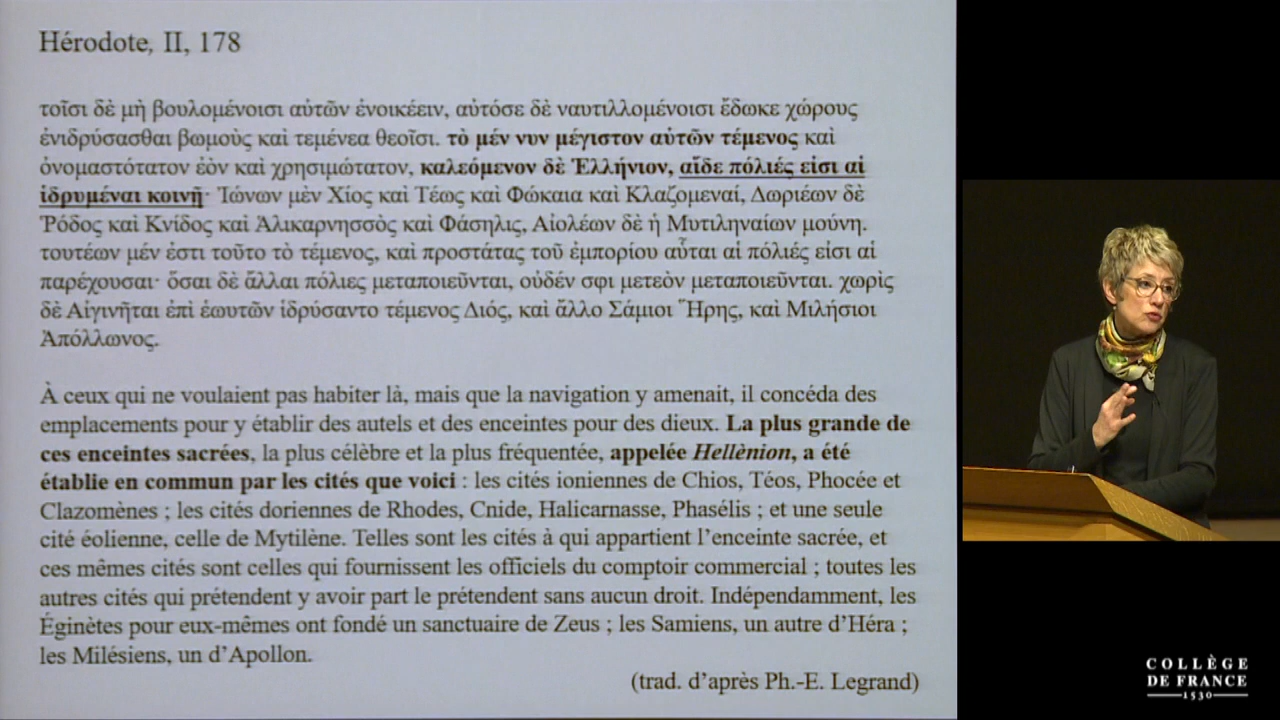 Hérodote, II, 178
τοῖσι δὲ μὴ βουλομένοισι αὐτῶν ἐνοικέειν, αὐτόσε δὲ ναυτιλλομένοισι ἔδωκε χώρους
ἐνιδρύσασθαι βωμοὺς καὶ τεμένεα θεοῖσι. τὸ μέν νυν μέγιστον αὐτῶν τέμενος καὶ
ὀνομαστότατον ἐὸν καὶ χρησιμώτατον, καλεόμενον δὲ Ἑλλήνιον, αἵδε πόλιές εἰσι αἱ
ἱδρυμέναι κοινῇ· Ἰώνων μὲν Χίος καὶ Τέως καὶ Φώκαια καὶ Κλαζομεναί, Δωριέων δὲ
Ῥόδος καὶ Κνίδος καὶ Ἁλικαρνησσὸς καὶ Φάσηλις, Αἰολέων δὲ ἡ Μυτιληναίων μούνη.
τουτέων μέν ἐστι τοῦτο τὸ τέμενος, καὶ προστάτας τοῦ ἐμπορίου αὗται αἱ πόλιές εἰσι αἱ
παρέχουσαι· ὅσαι δὲ ἄλλαι πόλιες μεταποιεῦνται, οὐδέν σφι μετεὸν μεταποιεῦνται. χωρὶς
δὲ Αἰγινῆται ἐπὶ ἑωυτῶν ἱδρύσαντο τέμενος Διός, καὶ ἄλλο Σάμιοι Ἥρης, καὶ Μιλήσιοι
Ἀπόλλωνος.
À ceux qui ne voulaient pas habiter là, mais que la navigation y amenait, il concéda des
emplacements pour y établir des autels et des enceintes pour des dieux. La plus grande de
ces enceintes sacrées, la plus célèbre et la plus fréquentée, appelée Hellènion, a été
établie en commun par les cités que voici : les cités ioniennes de Chios, Téos, Phocée et
Clazomènes ; les cités doriennes de Rhodes, Cnide, Halicarnasse, Phasélis ; et une seule
cité éolienne, celle de Mytilène. Telles sont les cités à qui appartient l'enceinte sacrée, et
ces mêmes cités sont celles qui fournissent les officiels du comptoir commercial ; toutes les
autres cités qui prétendent y avoir part le prétendent sans aucun droit. Indépendamment, les
Éginètes pour eux-mêmes ont fondé un sanctuaire de Zeus ; les Samiens, un autre d'Héra ;
les Milésiens, un d'Apollon.
(trad. d'après Ph.-E. Legrand)
COLLÈGE
DE FRANCE
1530